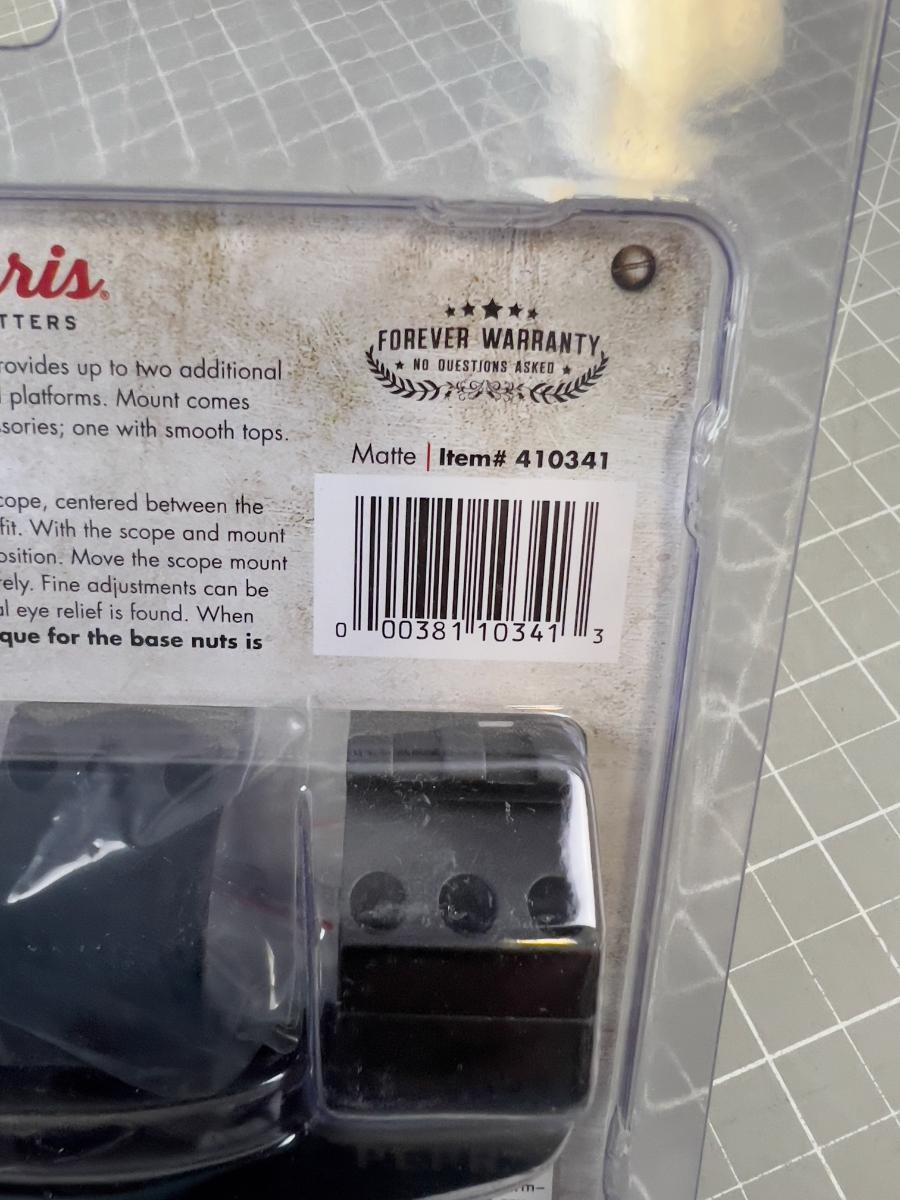 ris®
TTERS
FOREVER WARRANTY
NO QUESTIONS ASKED
rovides up to two additional
platforms. Mount comes
sories; one with smooth tops.
Matte | Item# 410341
cope, centered between the
fit. With the scope and mount
osition. Move the scope mount
rely. Fine adjustments can be
al eye relief is found. When
que for the base nuts is
0 00381 10341 3